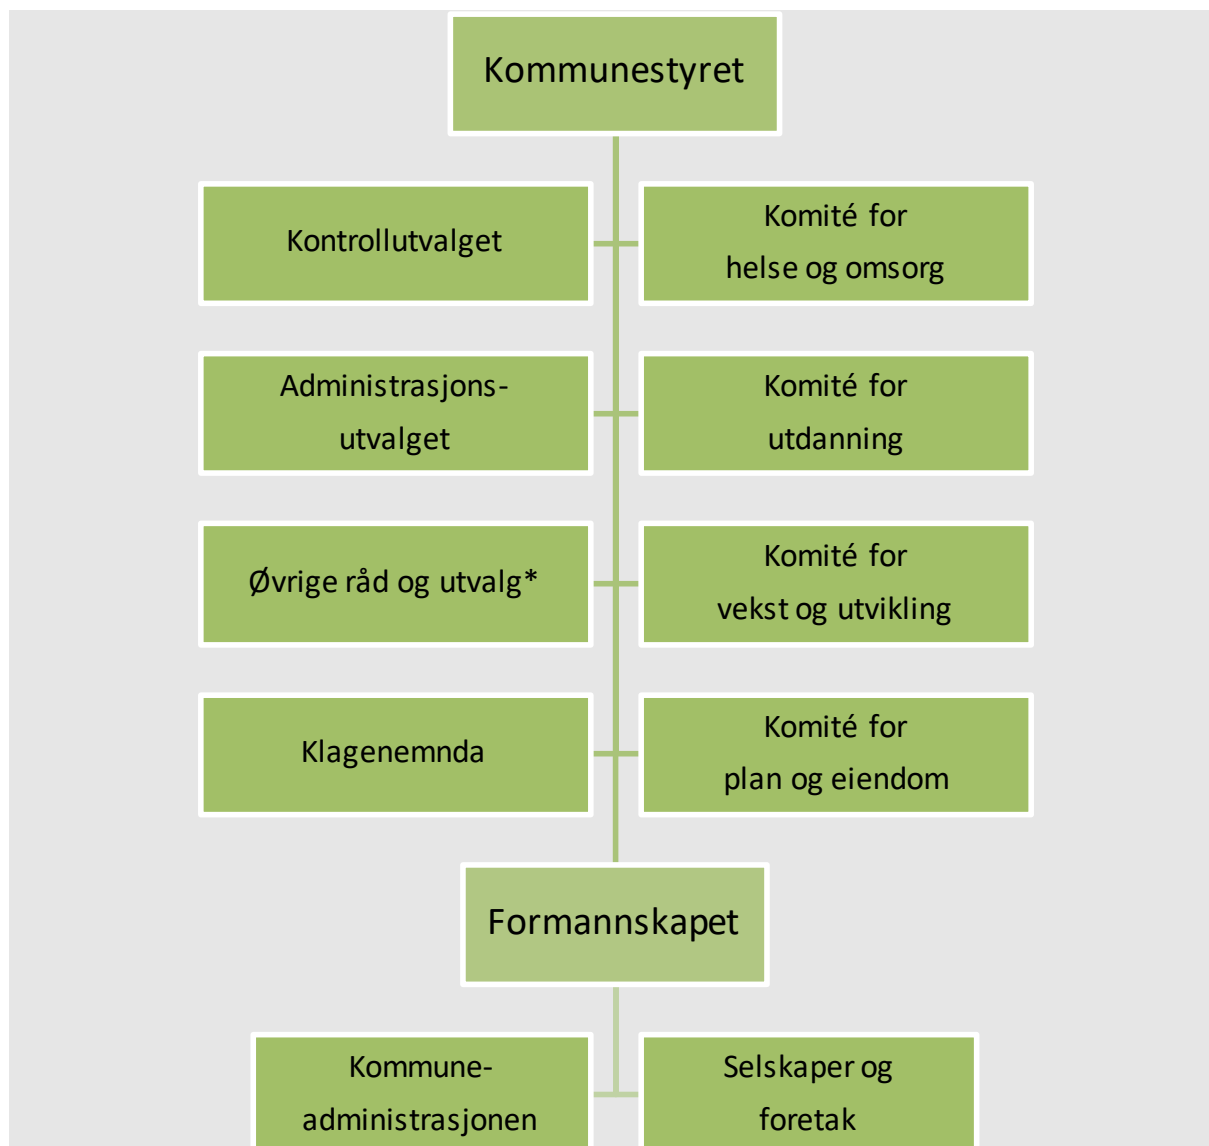 Kommunestyret
Kontrollutvalget
Komité for
helse og omsorg
Administrasjons-
utvalget
Komité for
utdanning
Øvrige råd og utvalg*
Komité for
vekst og utvikling
Klagenemnda
Komité for
plan og eiendom
Formannskapet
Kommune-
administrasjonen
Selskaper og
foretak